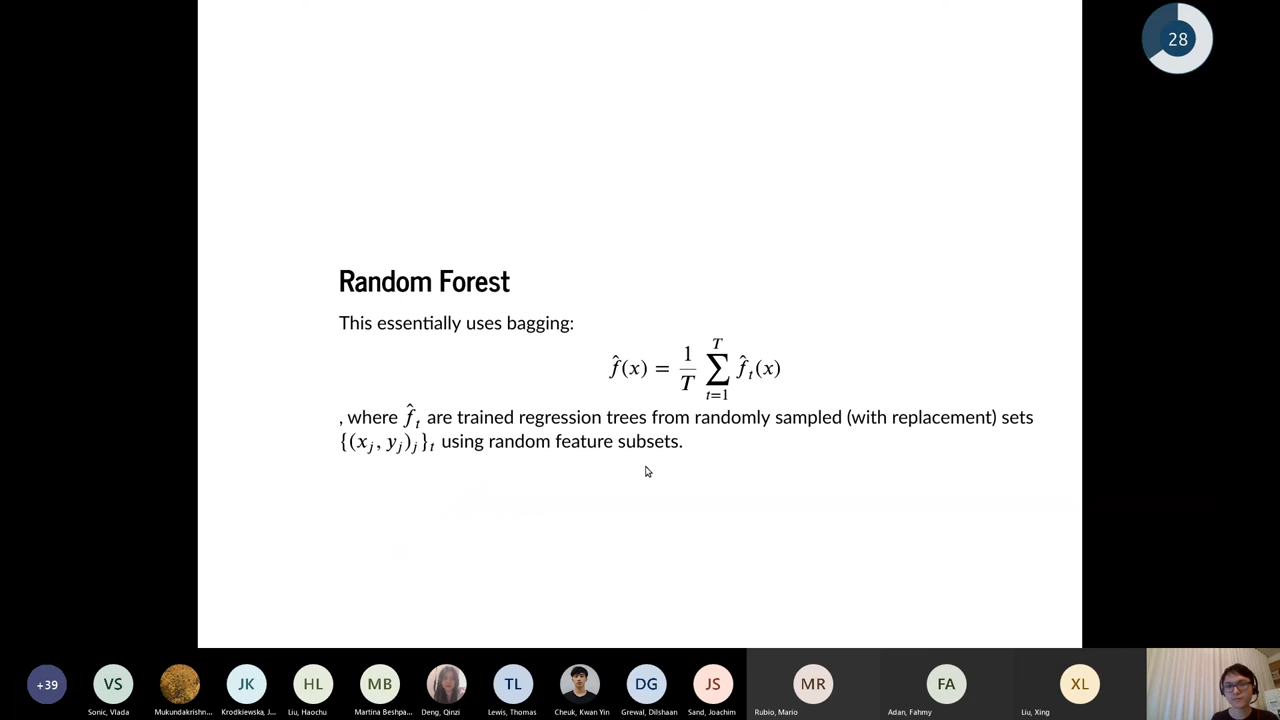 28
Random Forest
This essentially uses bagging:
f̂(x) = 1/T ∑_{t=1}^{T} f̂_t(x)
, where f̂_t are trained regression trees from randomly sampled (with replacement) sets
{(x_j, y_j)_j}_t using random feature subsets.
+39 VS JK HL MB TL DG JS MR FA XL
Sonic, Vlada Mukundakrishn... Krodkiewska, J... Liu, Haochu Martina Beshpa... Deng, Qinzi Lewis, Thomas Cheuk, Kwan Yin Grewal, Dilshaan Sand, Joachim Rubio, Mario Adan, Fahmy Liu, Xing